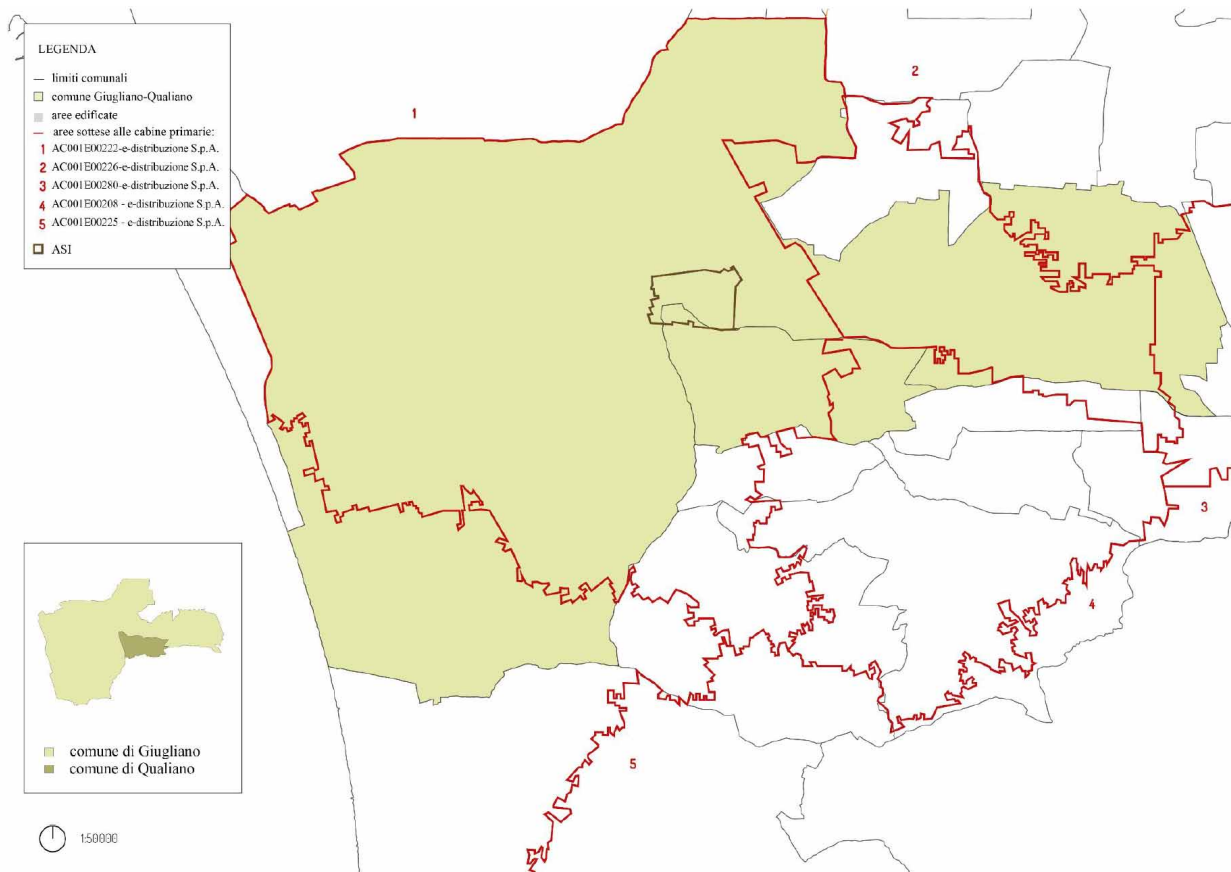 LEGENDA
limiti comunali
comune Giugliano-Qualiano
aree edificate
aree sottese alle cabine primarie:
1 AC001E00222-e-distribuzione S.p.A.
2 AC001E00226-e-distribuzione S.p.A.
3 AC001E00280-e-distribuzione S.p.A.
4 AC001E00208 - e-distribuzione S.p.A.
5 AC001E00225 - e-distribuzione S.p.A.
ASI
1
2
3
4
5
comune di Giugliano
comune di Qualiano
1:50000